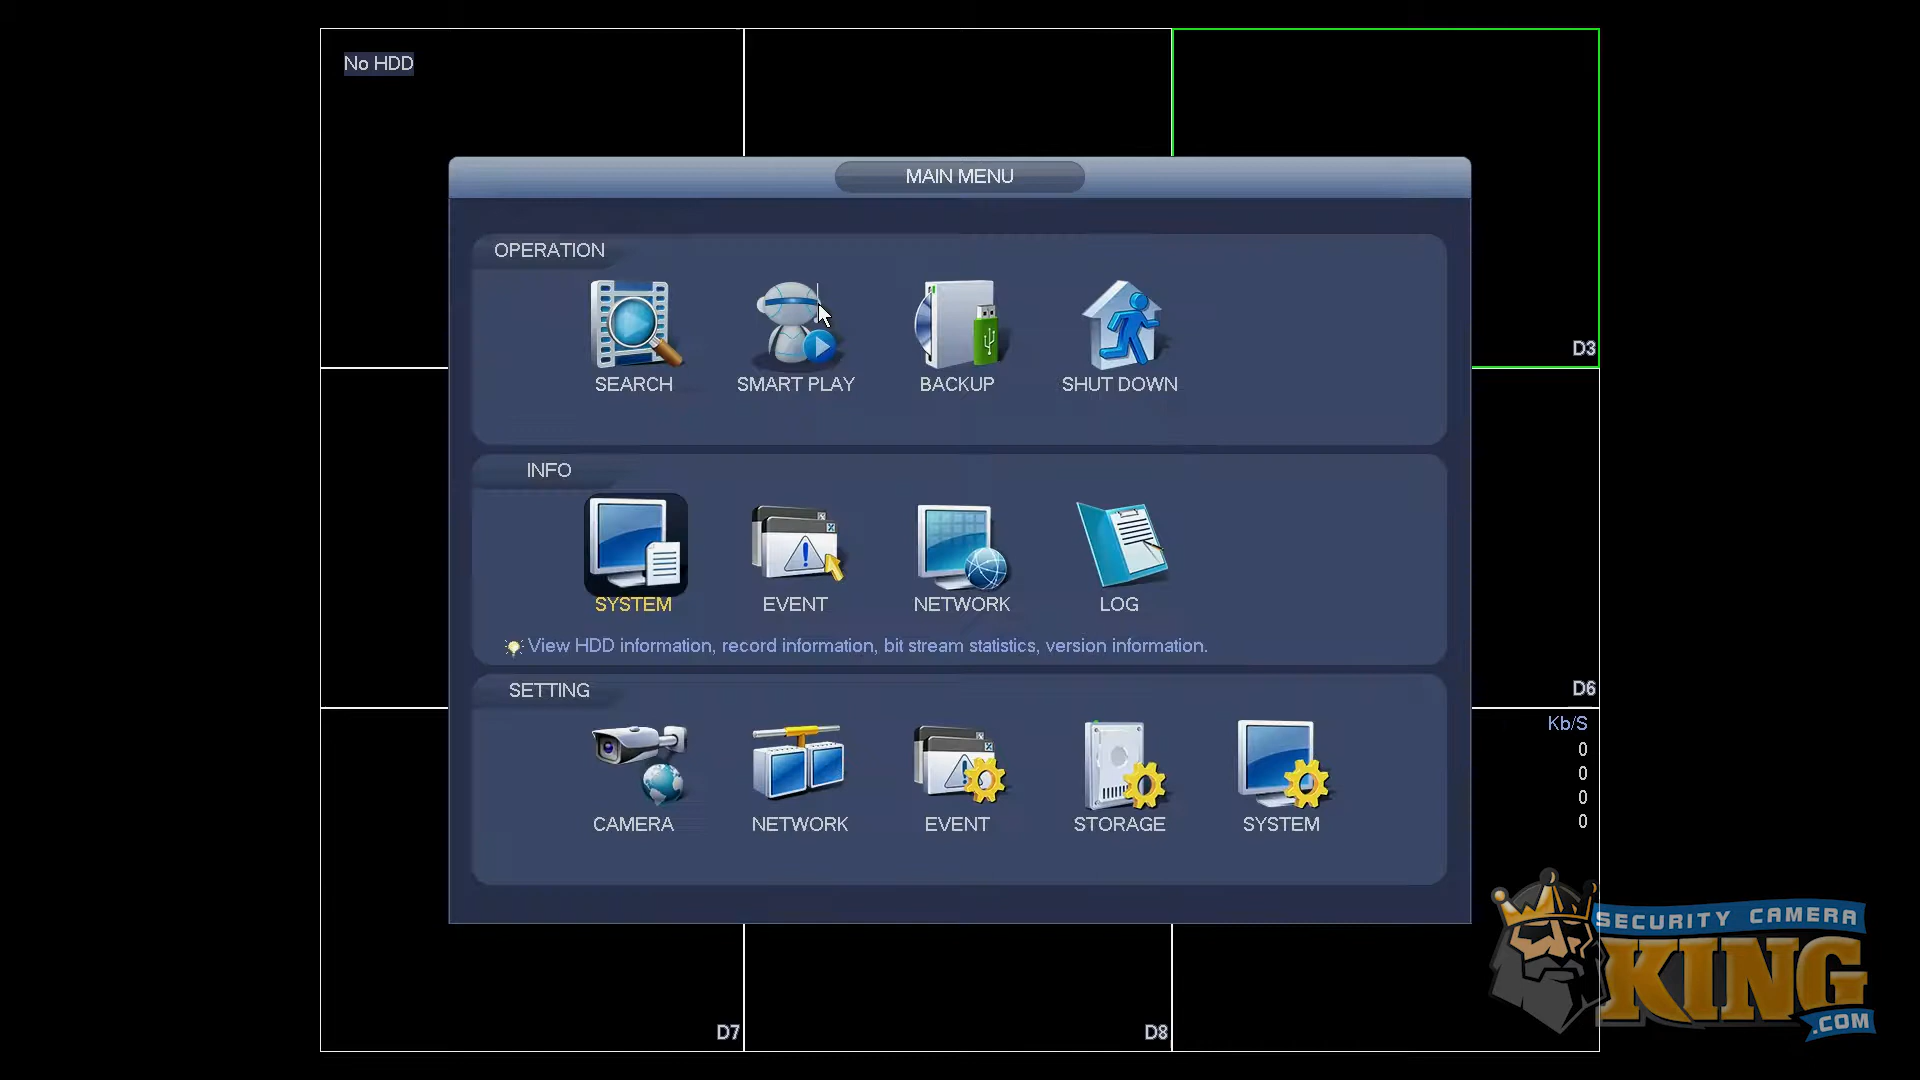 No HDD
MAIN MENU
OPERATION
SEARCH
SMART PLAY
BACKUP
SHUT DOWN
D3
INFO
SYSTEM
EVENT
NETWORK
LOG
View HDD information, record information, bit stream statistics, version information.
SETTING
D6
Kb/S
0
0
0
0
CAMERA
NETWORK
EVENT
STORAGE
SYSTEM
SECURITY CAMERA
KING
.COM
D7
D8